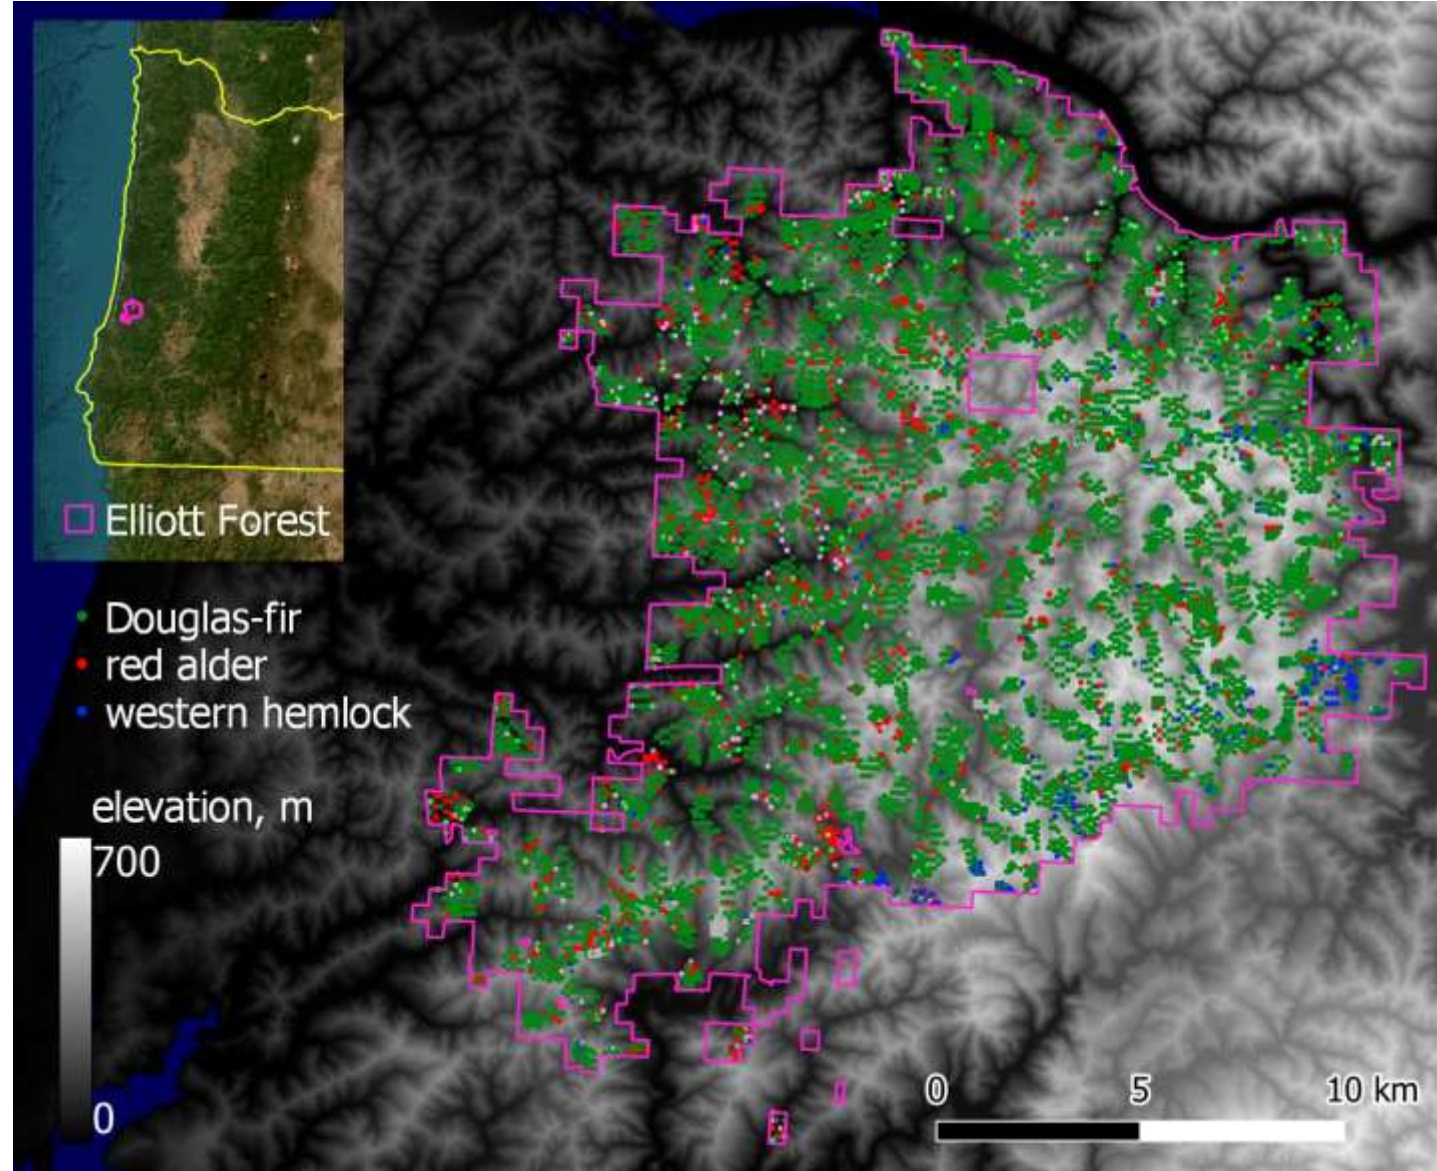 Elliott Forest
Douglas-fir
red alder
western hemlock
elevation, m
700
0
0 5 10 km